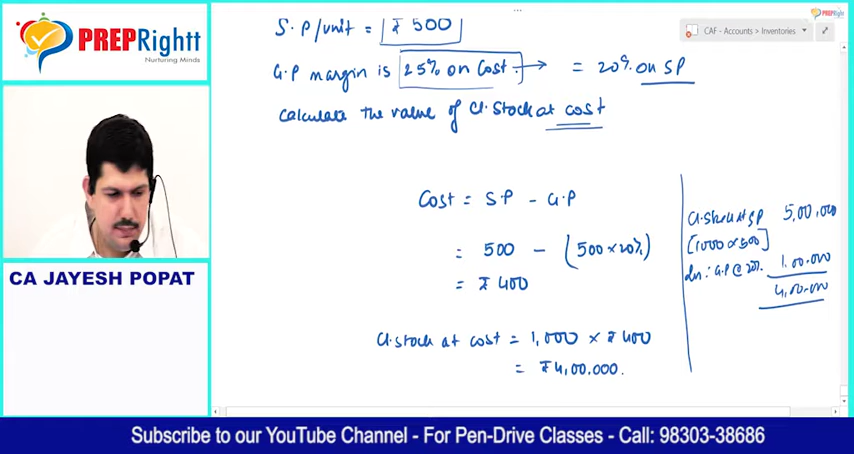 PREPRightt
Nurturing Minds
CAF - Accounts > Inventories
S.P/unit = ₹ 500
G.P margin is 25% on Cost. → = 20% on SP
Calculate the value of Cl.Stock at cost
Cost = S.P - G.P
= 500 - (500 x 20%)
= ₹ 400
Cl.stock at cost = 1,000 x ₹ 400
= ₹ 4,00,000.
Cl.Stock at SP 5,00,000
[1000 x 500]
Less: G.P @ 20%. 1,00,000
4,00,000
CA JAYESH POPAT
Subscribe to our YouTube Channel - For Pen-Drive Classes - Call: 98303-38686